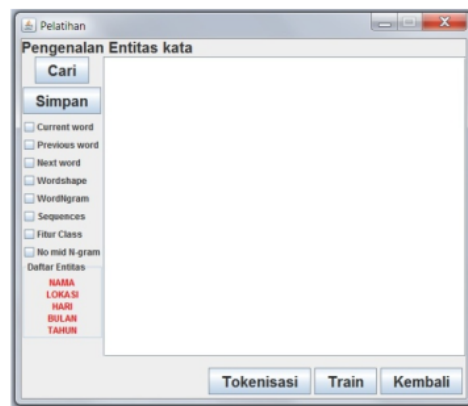 Pelatihan
Pengenalan Entitas kata
Cari
Simpan
Current word
Previous word
Next word
Wordshape
WordNgram
Sequences
Fitur Class
No mid N-gram
Daftar Entitas
NAMA
LOKASI
HARI
BULAN
TAHUN
Tokenisasi Train Kembali